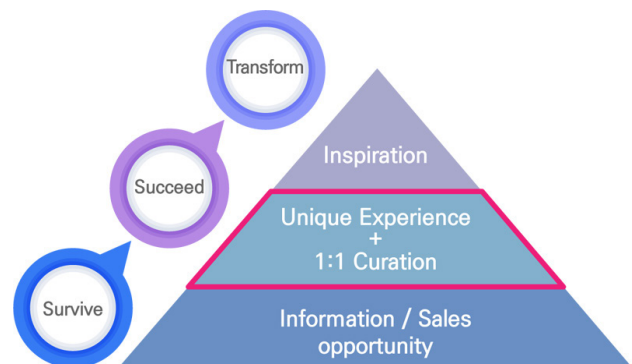 Transform
Inspiration
Succeed
Unique Experience
+
1:1 Curation
Survive
Information / Sales
opportunity